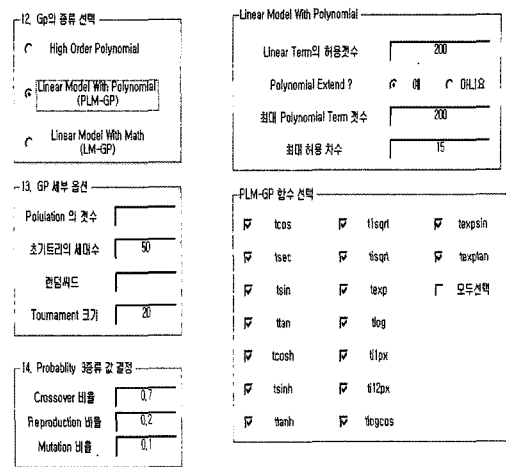 12. Gp의 종류 선택
High Order Polynomial
Linear Model With Polynomial
(PLM-GP)
Linear Model With Math
(LM-GP)
13. GP 세부 옵션
Polulation 의 갯수
초기트리의 세대수 50
랜덤씨드
Tournament 크기 20
14. Probablity 3종류 값 결정
Crossover 비율 0.7
Reproduction 비율 0.2
Mutation 비율 0.1
Linear Model With Polynomial
Linear Term의 허용갯수 200
Polynomial Extend ? 예 아니요
최대 Polynomial Term 갯수 200
최대 허용 차수 15
PLM-GP 함수 선택
tcos t1sqrt texpsin
tsec tisqrt texptan
tsin texp 모두선택
ttan tlog
tcosh ti1px
tsinh ti12px
ttanh tlogcos